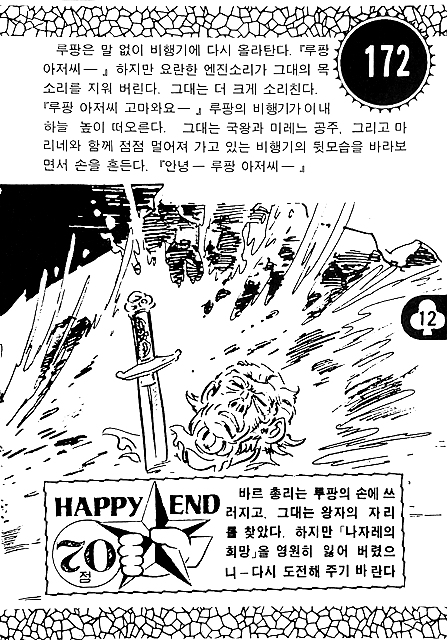 172
루팡은 말 없이 비행기에 다시 올라탄다. 『루팡
아저씨— 』하지만 요란한 엔진소리가 그대의 목
소리를 지워 버린다. 그대는 더 크게 소리친다.
『루팡 아저씨 고마와요— 』루팡의 비행기가 이내
하늘 높이 떠오른다. 그대는 국왕과 미레느 공주, 그리고 마
리네와 함께 점점 멀어져 가고 있는 비행기의 뒷모습을 바라보
면서 손을 흔든다. 『안녕— 루팡 아저씨— 』
12
HAPPY END
70
점
바르 총리는 루팡의 손에 쓰
러지고, 그대는 왕자의 자리
를 찾았다. 하지만 「나자레의
희망」을 영원히 잃어 버렸으
니—다시 도전해 주기 바란다